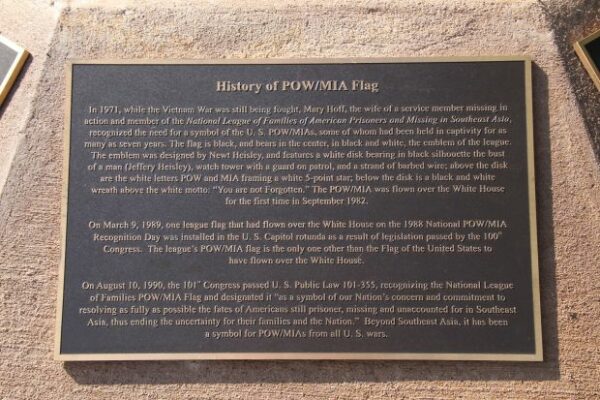 History of POW/MIA Flag
In 1971, while the Vietnam War was still being fought, Mary Hoff, the wife of a service member missing in
action and member of the National League of Families of American Prisoners and Missing in Southeast Asia,
recognized the need for a symbol of the U. S. POW/MIAs, some of whom had been held in captivity for as
many as seven years. The flag is black, and bears in the center, in black and white, the emblem of the league.
The emblem was designed by Newt Heisley, and features a white disk bearing in black silhouette the bust
of a man (Jeffery Heisley), watch tower with a guard on patrol, and a strand of barbed wire; above the disk
are the white letters POW and MIA framing a white 5-point star; below the disk is a black and white
wreath above the white motto: "You are not Forgotten." The POW/MIA was flown over the White House
for the first time in September 1982.
On March 9, 1989, one league flag that had flown over the White House on the 1988 National POW/MIA
Recognition Day was installed in the U. S. Capitol rotunda as a result of legislation passed by the 100th
Congress. The league's POW/MIA flag is the only one other than the Flag of the United States to
have flown over the White House.
On August 10, 1990, the 101st Congress passed U. S. Public Law 101-355, recognizing the National League
of Families POW/MIA Flag and designated it "as a symbol of our Nation's concern and commitment to
resolving as fully as possible the fates of Americans still prisoner, missing and unaccounted for in Southeast
Asia, thus ending the uncertainty for their families and the Nation." Beyond Southeast Asia, it has been
a symbol for POW/MIAs from all U. S. wars.